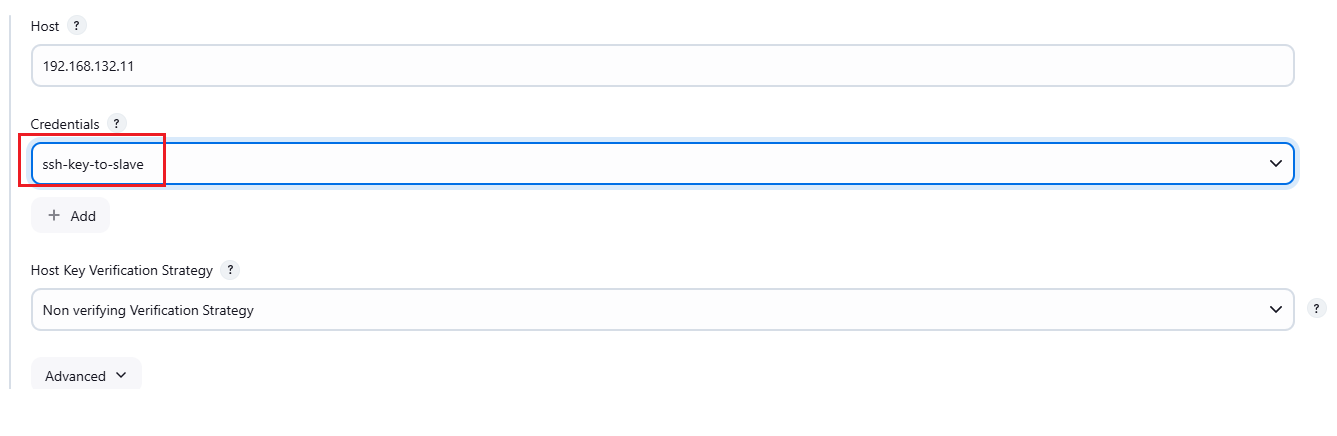 Host ?
192.168.132.11
Credentials ?
ssh-key-to-slave
+ Add
Host Key Verification Strategy ?
Non verifying Verification Strategy
?
Advanced